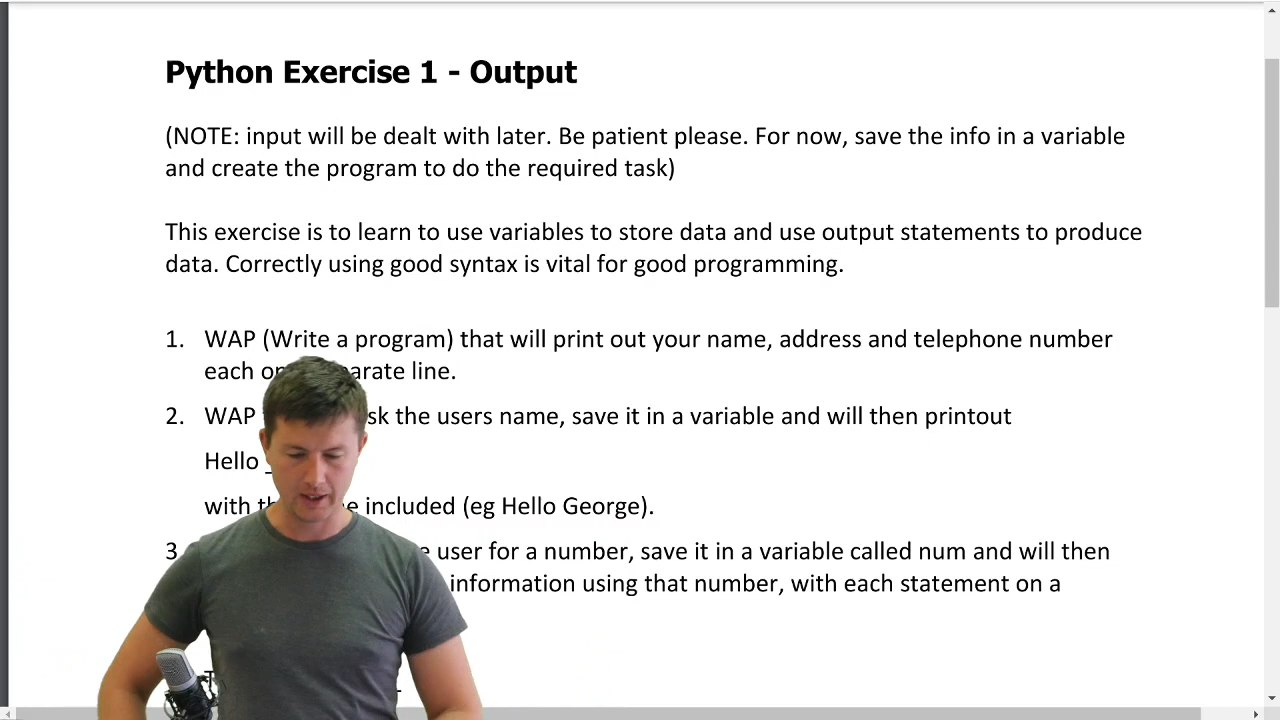 Python Exercise 1 - Output
(NOTE: input will be dealt with later. Be patient please. For now, save the info in a variable
and create the program to do the required task)
This exercise is to learn to use variables to store data and use output statements to produce
data. Correctly using good syntax is vital for good programming.
1. WAP (Write a program) that will print out your name, address and telephone number
each line.
2. WAP the users name, save it in a variable and will then printout
Hello
with included (eg Hello George).
3 user for a number, save it in a variable called num and will then
information using that number, with each statement on a